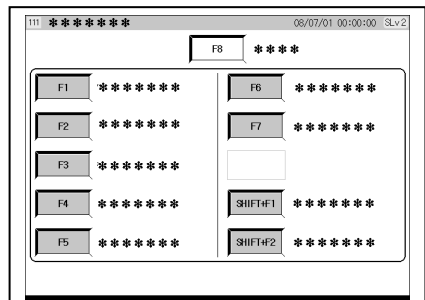 111 ******* 08/07/01 00:00:00 SLv2
F8 ****
F1 *******
F2 *******
F3 *******
F4 *******
F5 *******
F6 *******
F7 *******
SHIFT+F1 *******
SHIFT+F2 *******